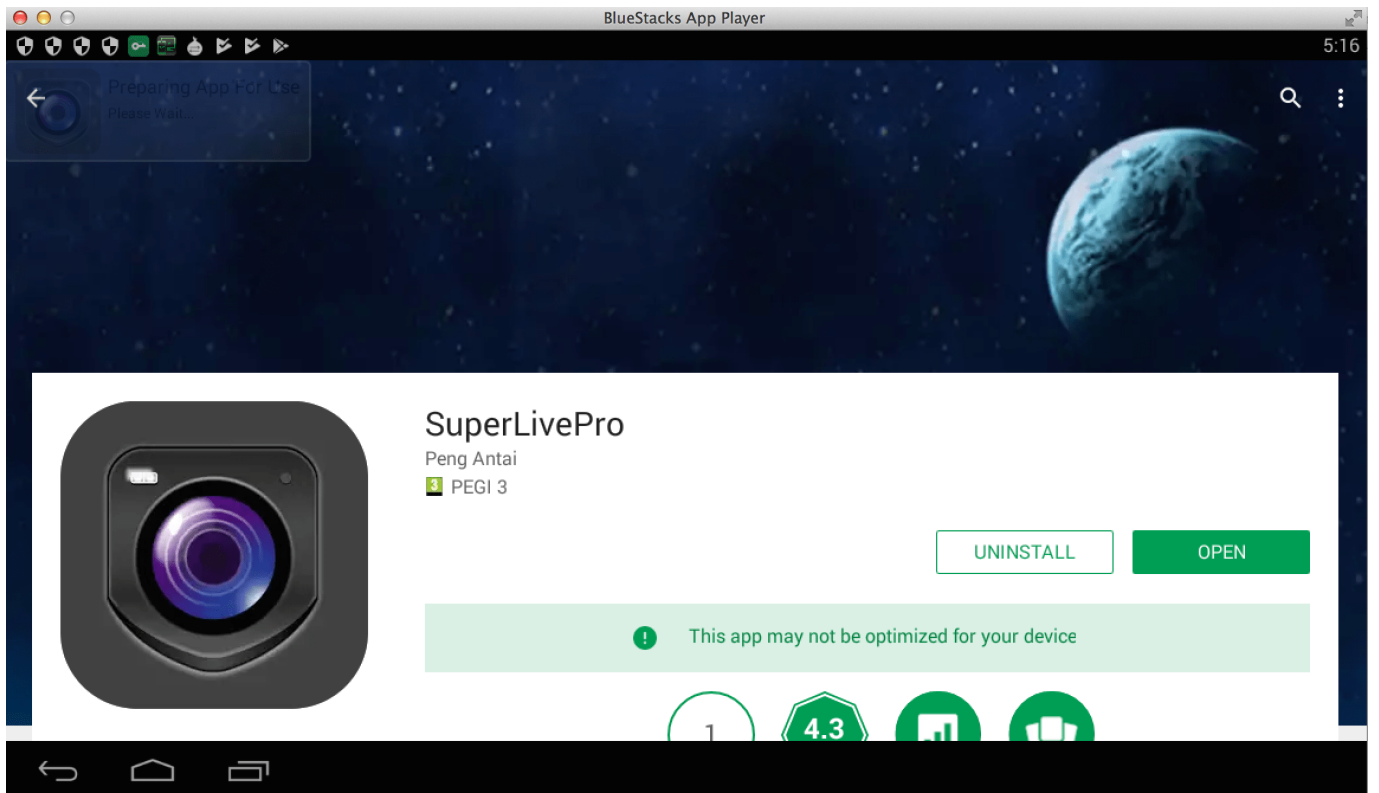 BlueStacks App Player
5:16
Preparing App For Use
Please Wait...
SuperLivePro
Peng Antai
3 PEGI 3
UNINSTALL
OPEN
! This app may not be optimized for your device
1
4.3